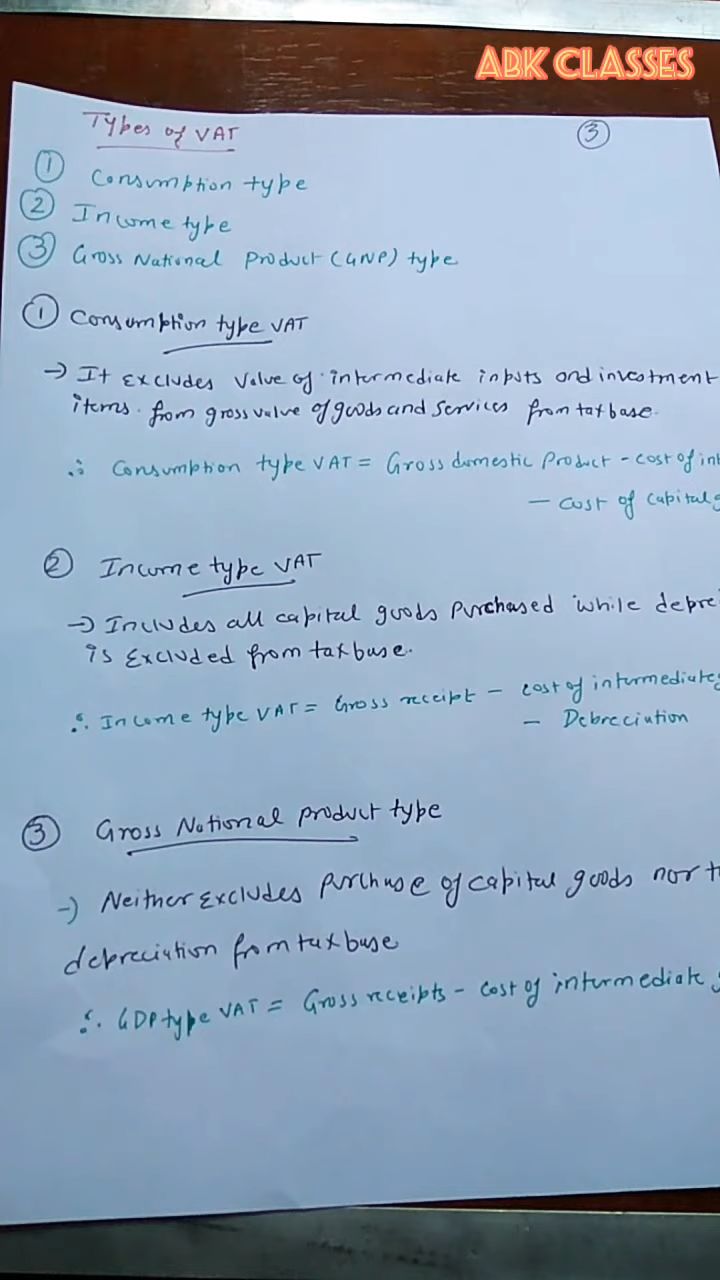 ABK CLASSES
Types of VAT
3
1 Consumption type
2 Income type
3 Gross National Product (GNP) type
1 Consumption type VAT
→ It Excludes value of intermediate inputs and investment
items from gross value of goods and services from tax base.
∴ Consumption type VAT = Gross domestic Product - cost of int
- cost of capital g
2 Income type VAT
→ Includes all capital goods purchased while depre
is Excluded from tax base.
∴ Income type VAT = Gross receipt - cost of intermediate g
- Depreciation
3 Gross National product type
→ Neither Excludes Purchase of capital goods nor t
depreciation from tax base
∴ GDP type VAT = Gross receipts - cost of intermediate g